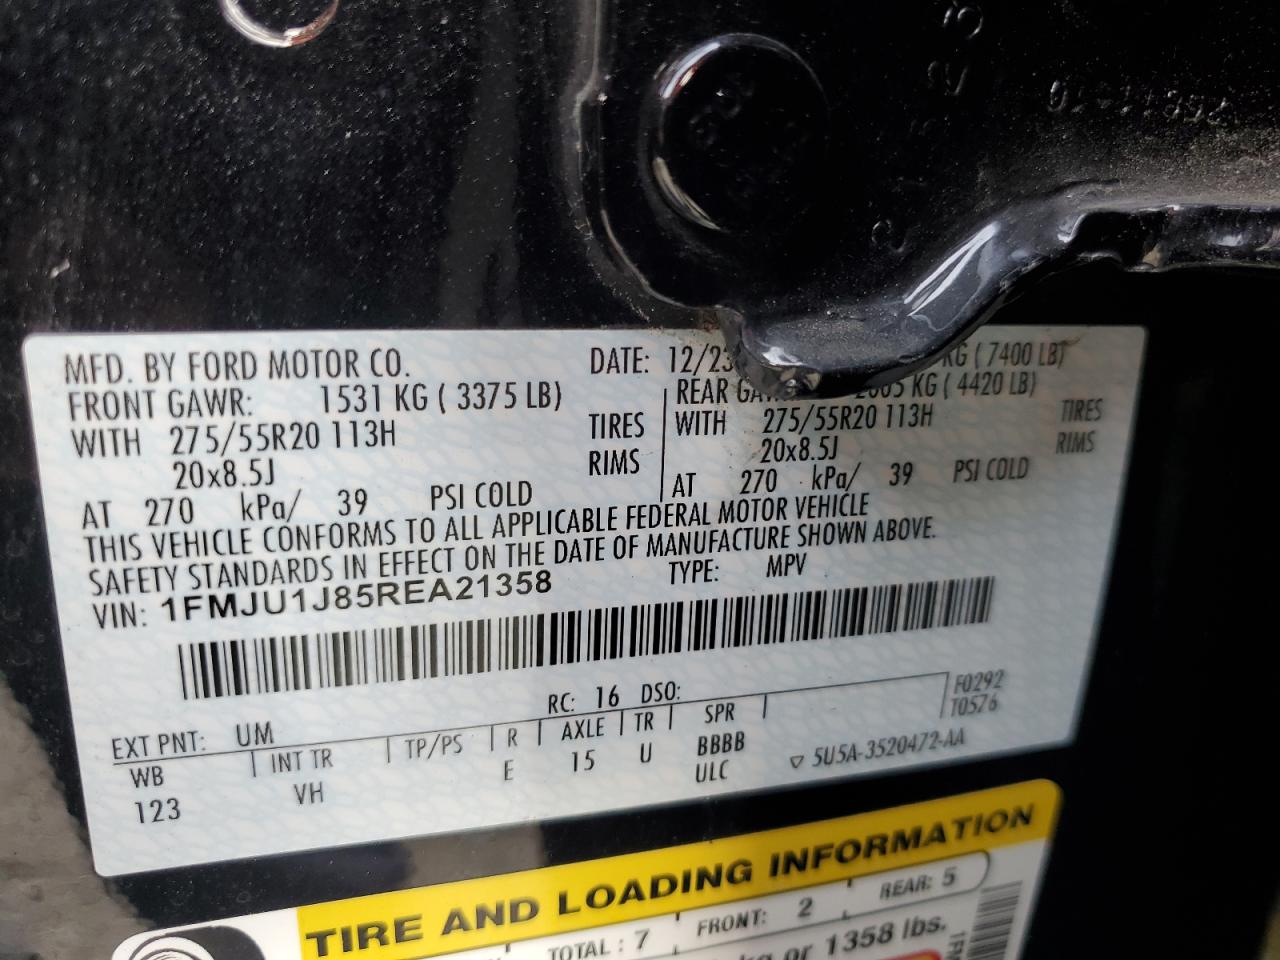 MFD. BY FORD MOTOR CO. DATE: 12/23 KG ( 7400 LB)
FRONT GAWR: 1531 KG ( 3375 LB) REAR KG ( 4420 LB)
WITH 275/55R20 113H TIRES WITH 275/55R20 113H TIRES
20x8.5J RIMS 20x8.5J RIMS
AT 270 kPa/ 39 PSI COLD AT 270 kPa/ 39 PSI COLD
THIS VEHICLE CONFORMS TO ALL APPLICABLE FEDERAL MOTOR VEHICLE
SAFETY STANDARDS IN EFFECT ON THE DATE OF MANUFACTURE SHOWN ABOVE.
VIN: 1FMJU1J85REA21358 TYPE: MPV
EXT PNT: UM RC: 16 DSO: F0292
T0576
WB INT TR TP/PS R AXLE TR SPR
123 VH E 15 U BBBB
ULC
5U5A-3520472-AA
TIRE AND LOADING INFORMATION
TOTAL : 7 FRONT: 2 REAR: 5
kg or 1358 lbs.